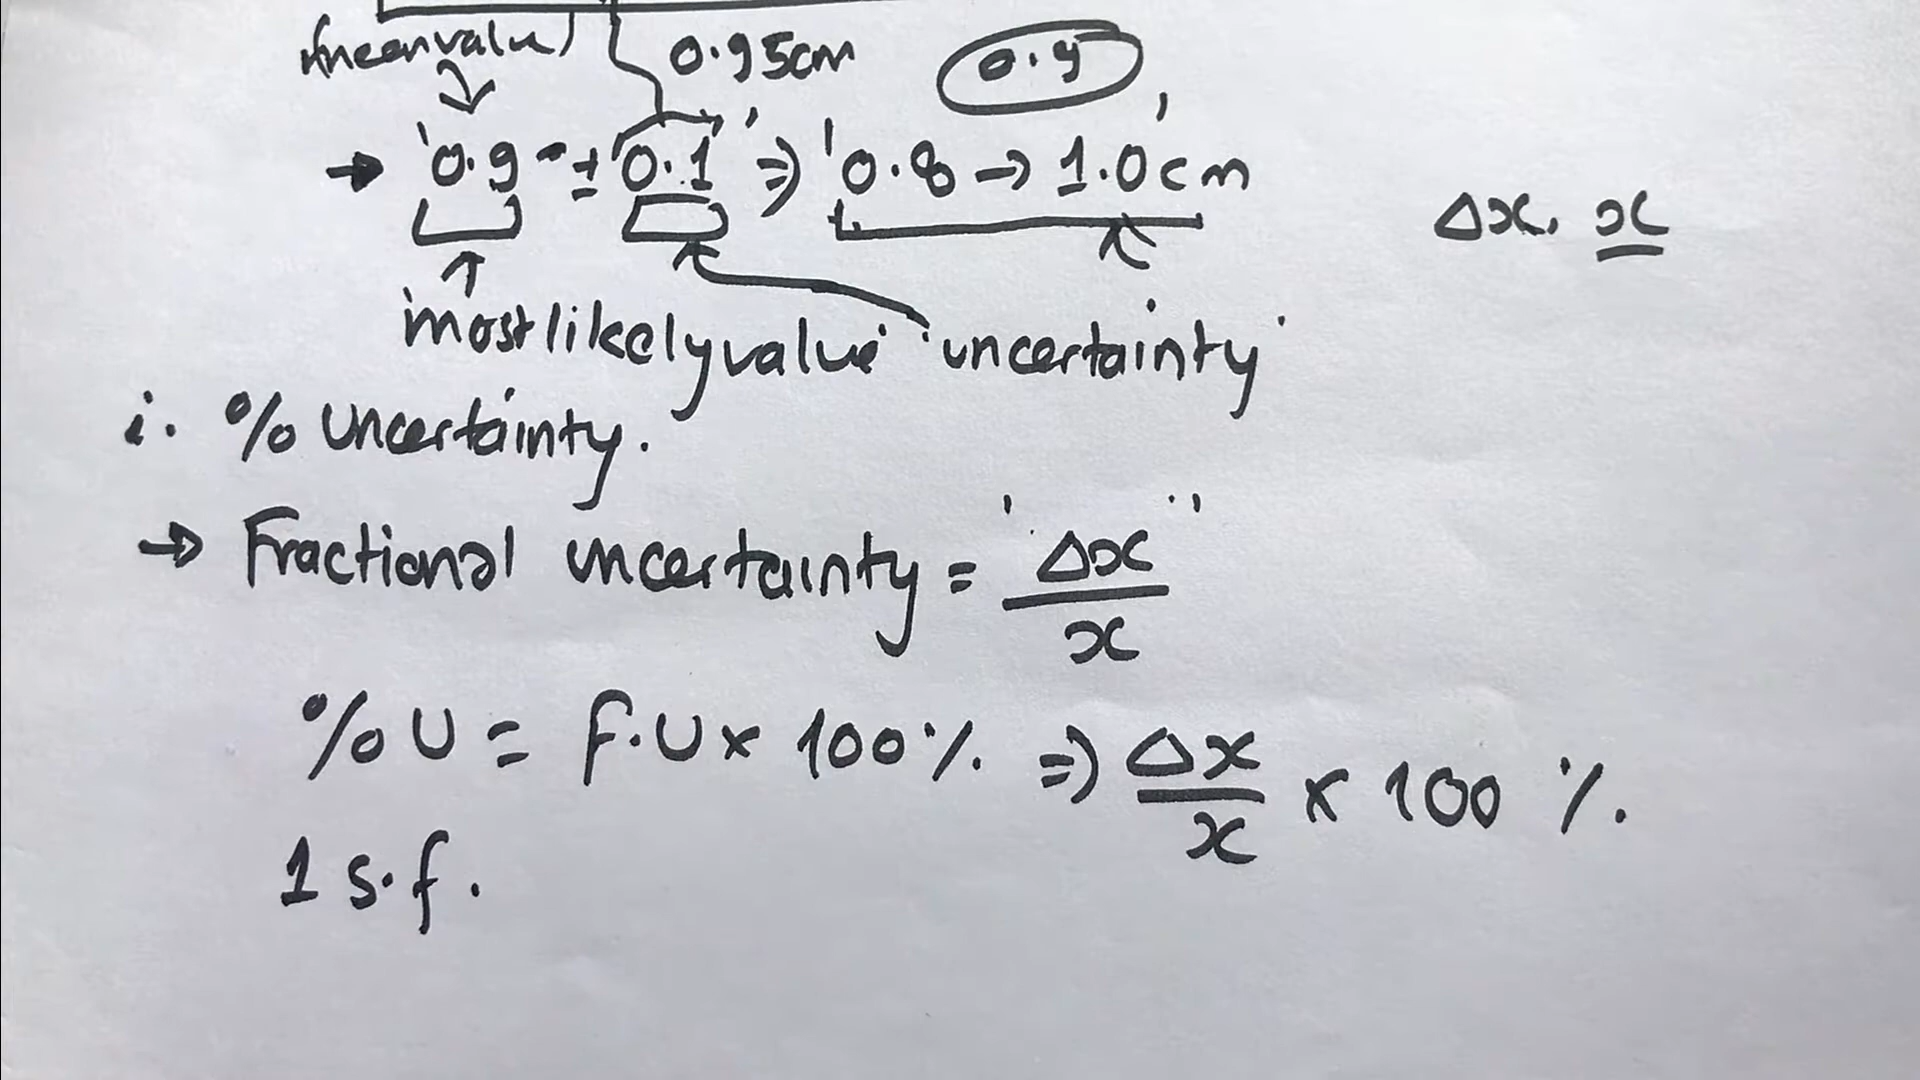 (mean value)
0.95cm
0.9
→ 0.9 ± 0.1 ⇒ 0.8 → 1.0cm
Δx, x
most likely value uncertainty
i. % uncertainty.
→ Fractional uncertainty = Δx/x
%U = F.U x 100%. ⇒ Δx/x x 100 %.
1 s.f.